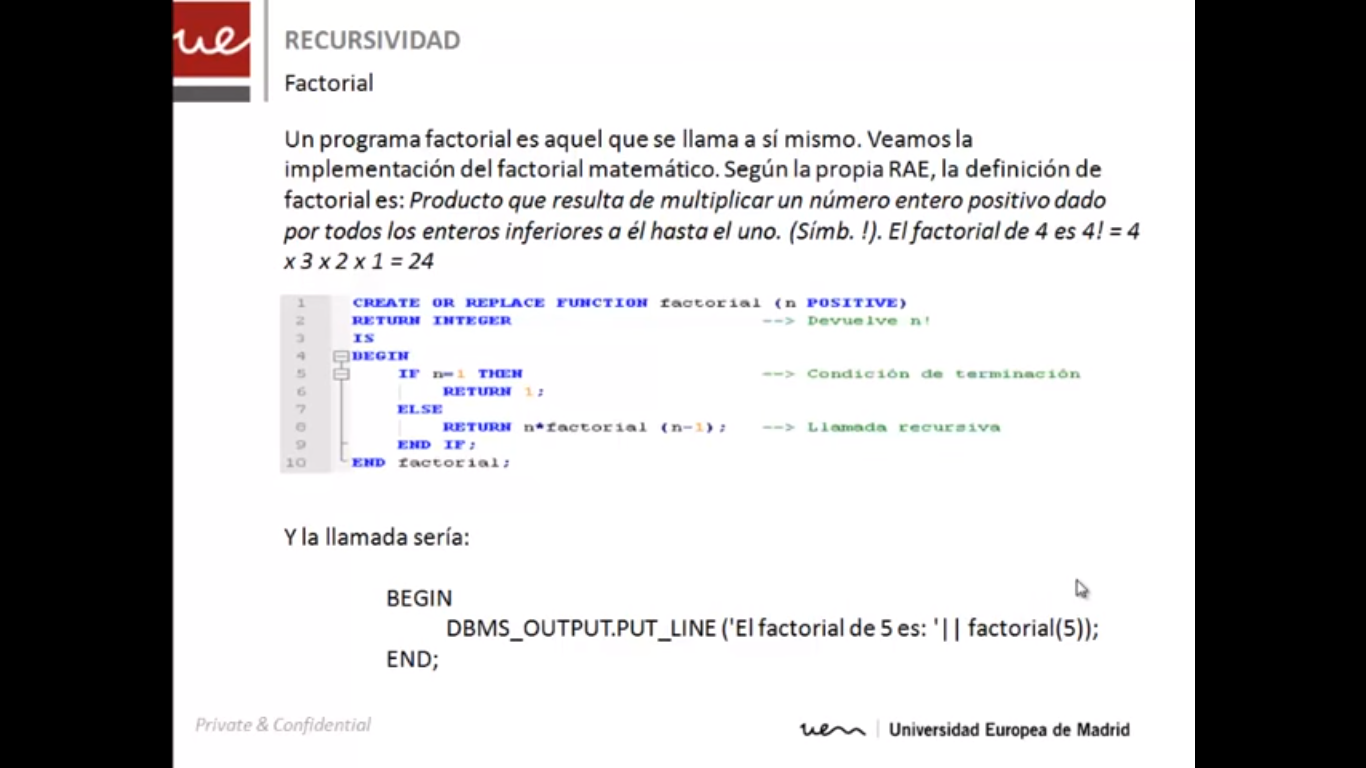 ue
RECURSIVIDAD
Factorial
Un programa factorial es aquel que se llama a sí mismo. Veamos la
implementación del factorial matemático. Según la propia RAE, la definición de
factorial es: Producto que resulta de multiplicar un número entero positivo dado
por todos los enteros inferiores a él hasta el uno. (Símb. !). El factorial de 4 es 4! = 4
x 3 x 2 x 1 = 24
1 CREATE OR REPLACE FUNCTION factorial (n POSITIVE)
2 RETURN INTEGER --> Devuelve n!
3 IS
4 BEGIN
5 IF n=1 THEN --> Condición de terminación
6 RETURN 1;
7 ELSE
8 RETURN n*factorial (n-1); --> Llamada recursiva
9 END IF;
10 END factorial;
Y la llamada sería:
BEGIN
DBMS_OUTPUT.PUT_LINE ('El factorial de 5 es: '|| factorial(5));
END;
Private & Confidential
uem Universidad Europea de Madrid